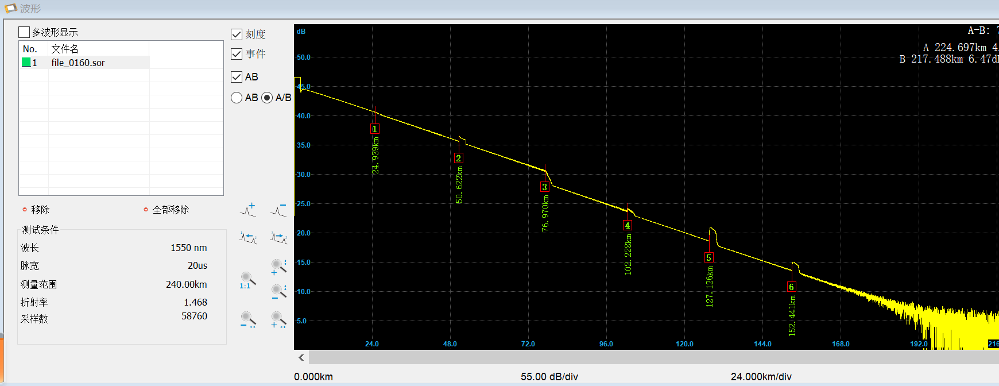 波形
多波形显示
No. 文件名
1 file_0160.sor
移除
全部移除
测试条件
波长 1550 nm
脉宽 20us
测量范围 240.00km
折射率 1.468
采样数 58760
刻度
事件
AB
AB A/B
1:1
dB
50.0
45.0
40.0
35.0
30.0
25.0
20.0
15.0
10.0
5.0
A-B: 7
A 224.697km 4.
B 217.488km 6.47d
1
24.939km
2
50.622km
3
76.970km
4
102.228km
5
127.126km
6
152.441km
24.0 48.0 72.0 96.0 120.0 144.0 168.0 192.0 216
0.000km 55.00 dB/div 24.000km/div